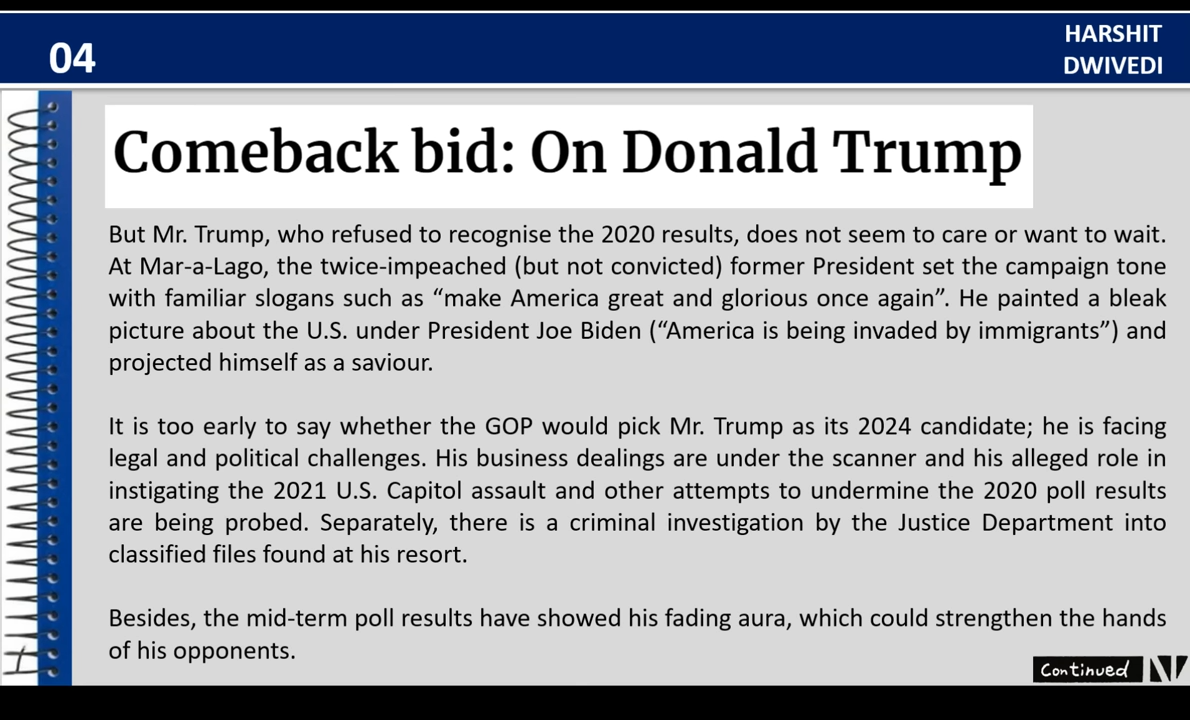 04
HARSHIT
DWIVEDI
Comeback bid: On Donald Trump
But Mr. Trump, who refused to recognise the 2020 results, does not seem to care or want to wait.
At Mar-a-Lago, the twice-impeached (but not convicted) former President set the campaign tone
with familiar slogans such as “make America great and glorious once again”. He painted a bleak
picture about the U.S. under President Joe Biden (“America is being invaded by immigrants”) and
projected himself as a saviour.
It is too early to say whether the GOP would pick Mr. Trump as its 2024 candidate; he is facing
legal and political challenges. His business dealings are under the scanner and his alleged role in
instigating the 2021 U.S. Capitol assault and other attempts to undermine the 2020 poll results
are being probed. Separately, there is a criminal investigation by the Justice Department into
classified files found at his resort.
Besides, the mid-term poll results have showed his fading aura, which could strengthen the hands
of his opponents.
Continued